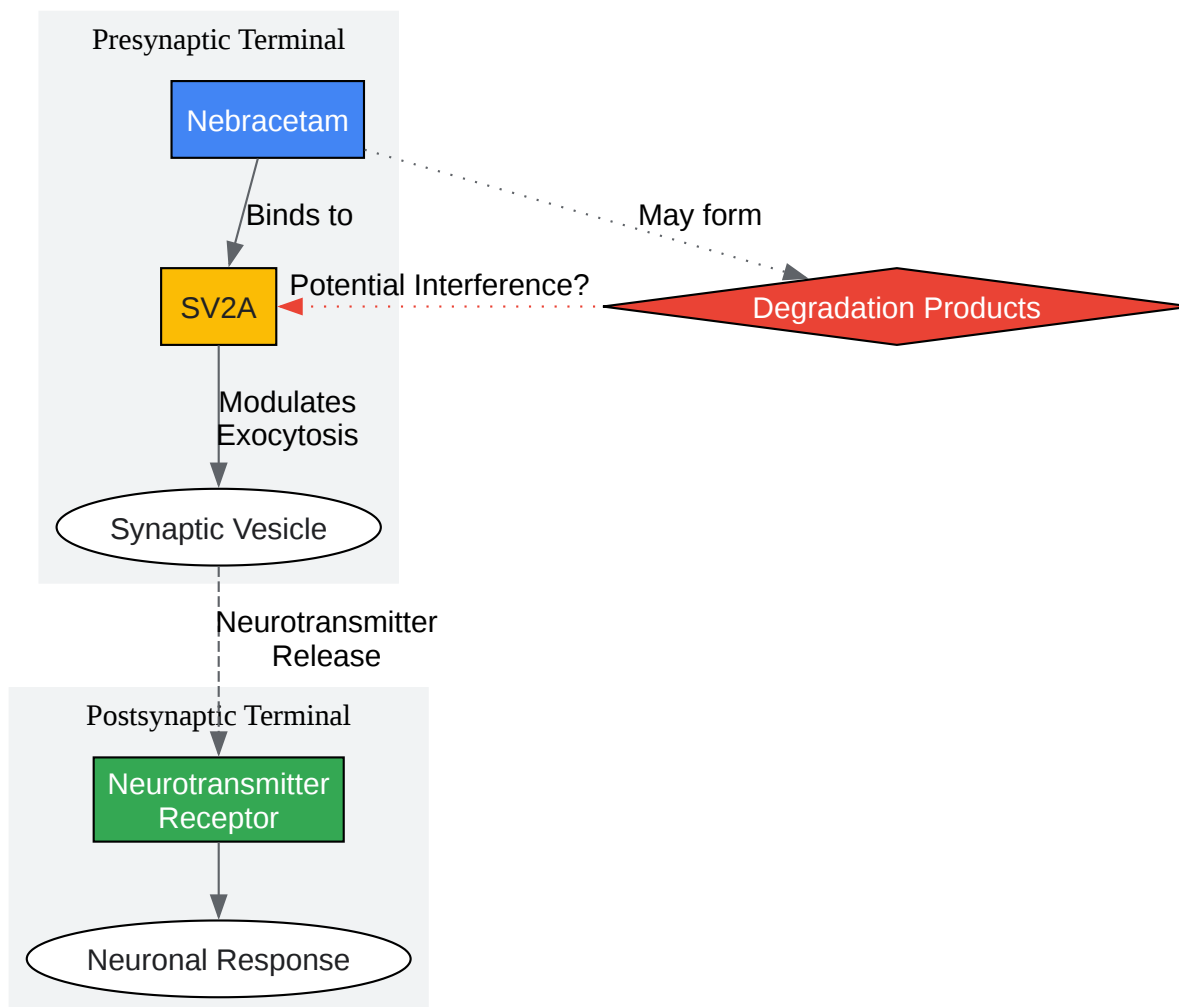 Presynaptic Terminal
Nebracetam
Binds to
May form
SV2A
Potential Interference?
Degradation Products
Modulates
Exocytosis
Synaptic Vesicle
Neurotransmitter
Release
Postsynaptic Terminal
Neurotransmitter
Receptor
Neuronal Response